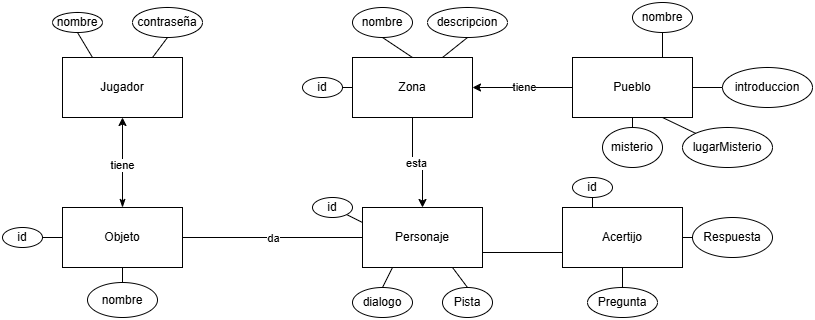 nombre
contraseña
nombre
descripcion
nombre
Jugador
id
Zona
tiene
Pueblo
introduccion
misterio
lugarMisterio
tiene
esta
id
id
id
Objeto
da
Personaje
Acertijo
Respuesta
nombre
dialogo
Pista
Pregunta